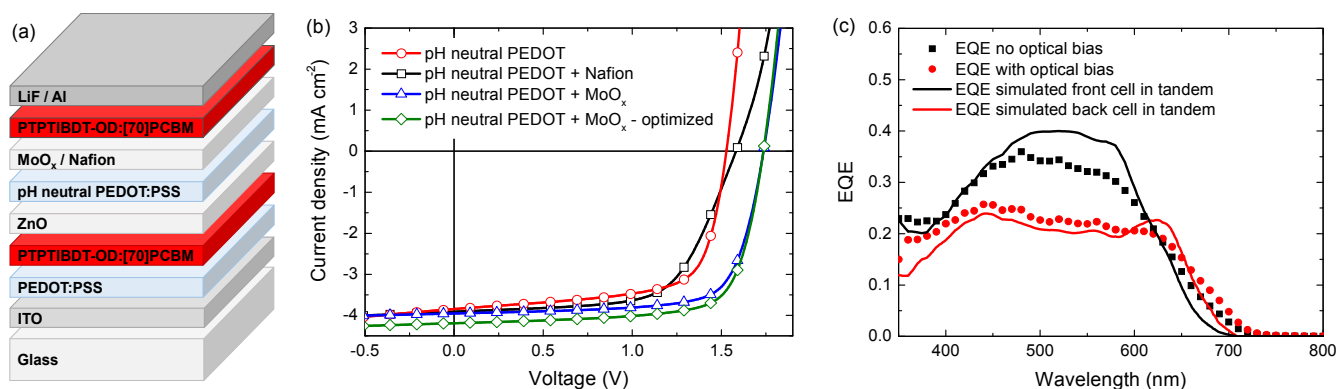 (a)
LiF / Al
PTPTIBDT-OD:[70]PCBM
MoOx / Nafion
pH neutral PEDOT:PSS
ZnO
PTPTIBDT-OD:[70]PCBM
PEDOT:PSS
ITO
Glass
(b)
pH neutral PEDOT
pH neutral PEDOT + Nafion
pH neutral PEDOT + MoOx
pH neutral PEDOT + MoOx - optimized
Current density (mA cm-2)
3
2
1
0
-1
-2
-3
-4
-0.5
0.0
0.5
1.0
1.5
Voltage (V)
(c)
EQE no optical bias
EQE with optical bias
EQE simulated front cell in tandem
EQE simulated back cell in tandem
EQE
0.6
0.5
0.4
0.3
0.2
0.1
0.0
400
500
600
700
800
Wavelength (nm)